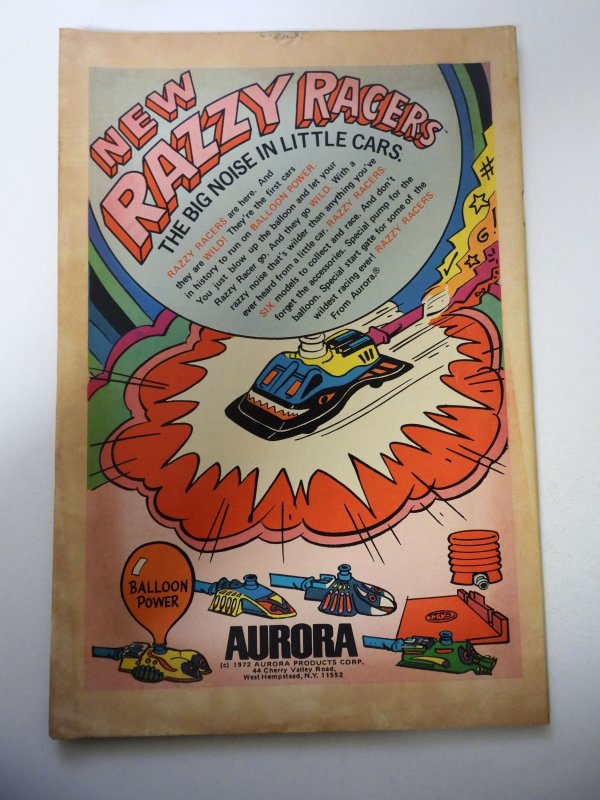 NEW
RAZZY RACERS
THE BIG NOISE IN LITTLE CARS.
RAZZY RACERS are here. And
they are WILD! They're the first cars
in history to run on BALLOON POWER.
You just blow up the balloon and let your
Razzy Racer go. And they go WILD. With a
razzy noise that's wilder than anything you've
ever heard from a little car. RAZZY RACERS.
SIX models to collect and race. And don't
forget the accessories. Special pump for the
balloon. Special start gate for some of the
wildest racing ever! RAZZY RACERS.
From Aurora.®
BALLOON
POWER
AURORA
(c) 1972 AURORA PRODUCTS CORP.
44 Cherry Valley Road,
West Hempstead, N.Y. 11552